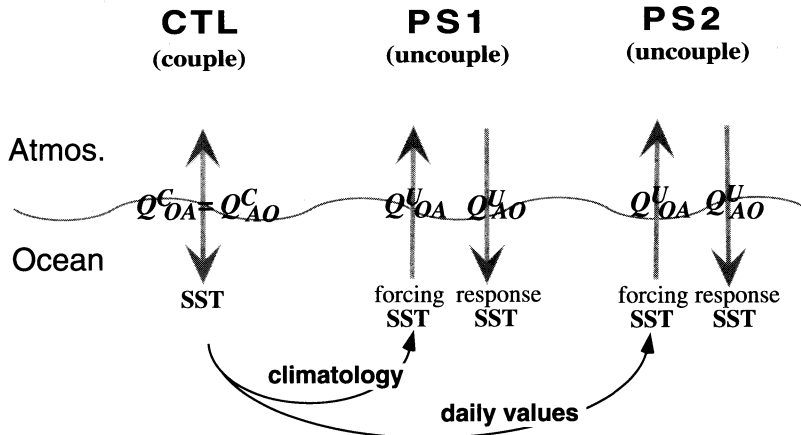 CTL PS1 PS2
(couple) (uncouple) (uncouple)
Atmos.
Q^C_OA = Q^C_AO Q^U_OA Q^U_AO Q^U_OA Q^U_AO
Ocean
SST forcing response forcing response
SST SST SST SST
climatology
daily values